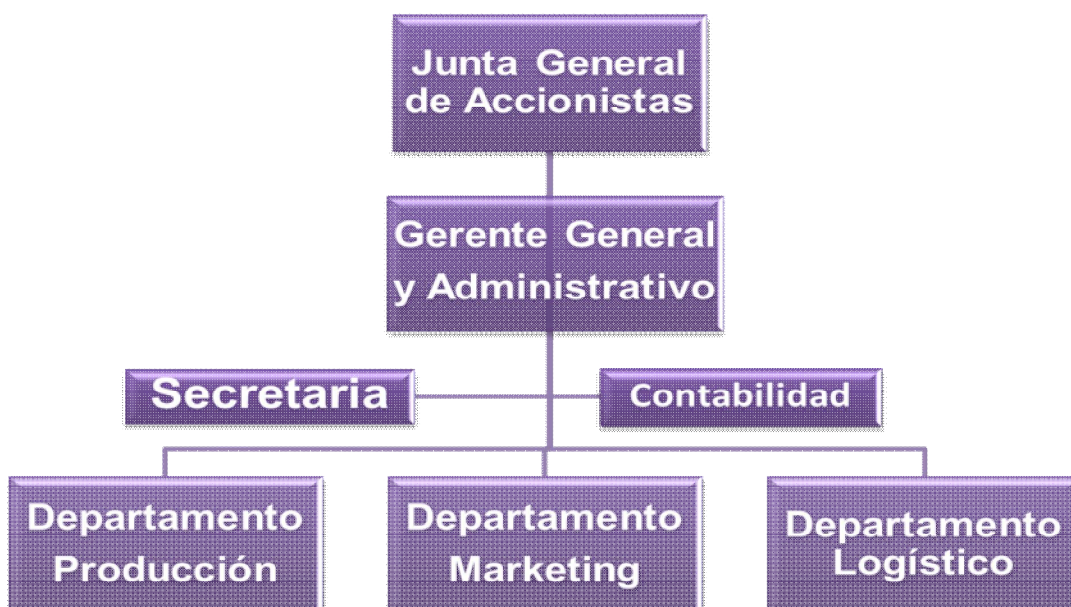 Junta General
de Accionistas
Gerente General
y Administrativo
Secretaria
Contabilidad
Departamento
Producción
Departamento
Marketing
Departamento
Logístico